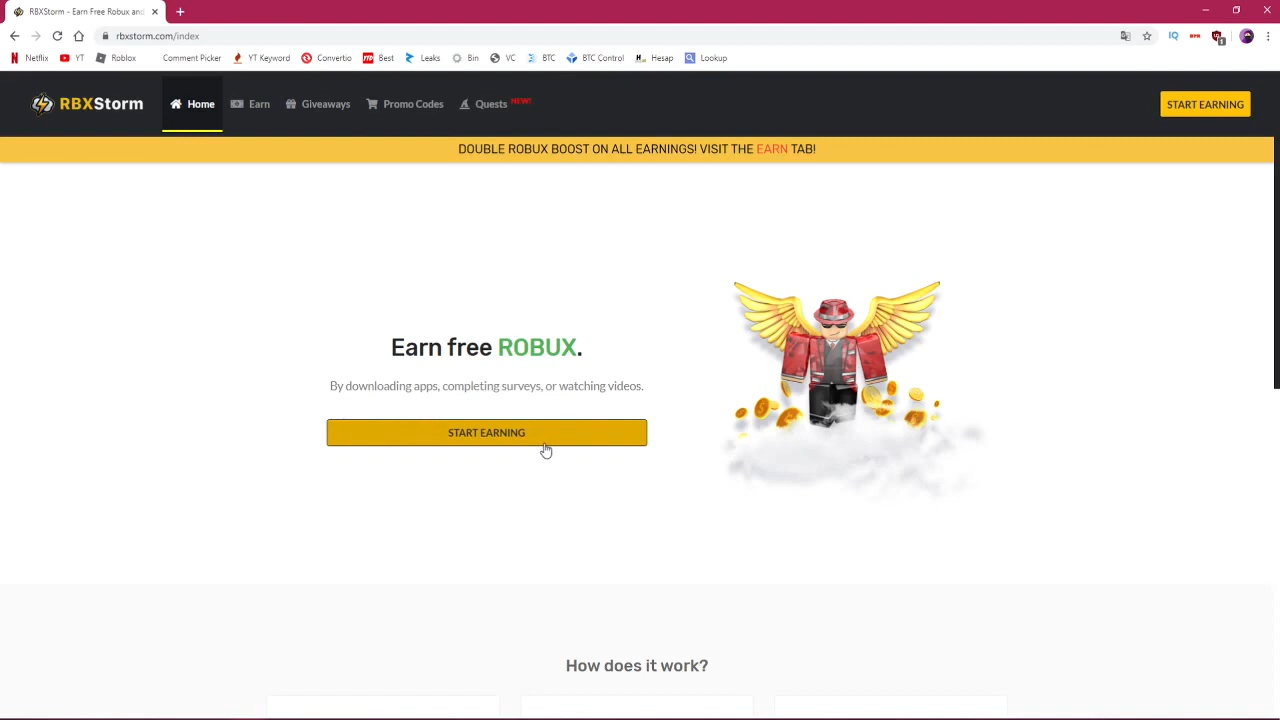 RBXStorm - Earn Free Robux and
rbxstorm.com/index
Netflix YT Roblox Comment Picker YT Keyword Convertio Best Leaks Bin VC BTC BTC Control Hesap Lookup
RBXStorm Home Earn Giveaways Promo Codes Quests NEW! START EARNING
DOUBLE ROBUX BOOST ON ALL EARNINGS! VISIT THE EARN TAB!
Earn free ROBUX.
By downloading apps, completing surveys, or watching videos.
START EARNING
How does it work?